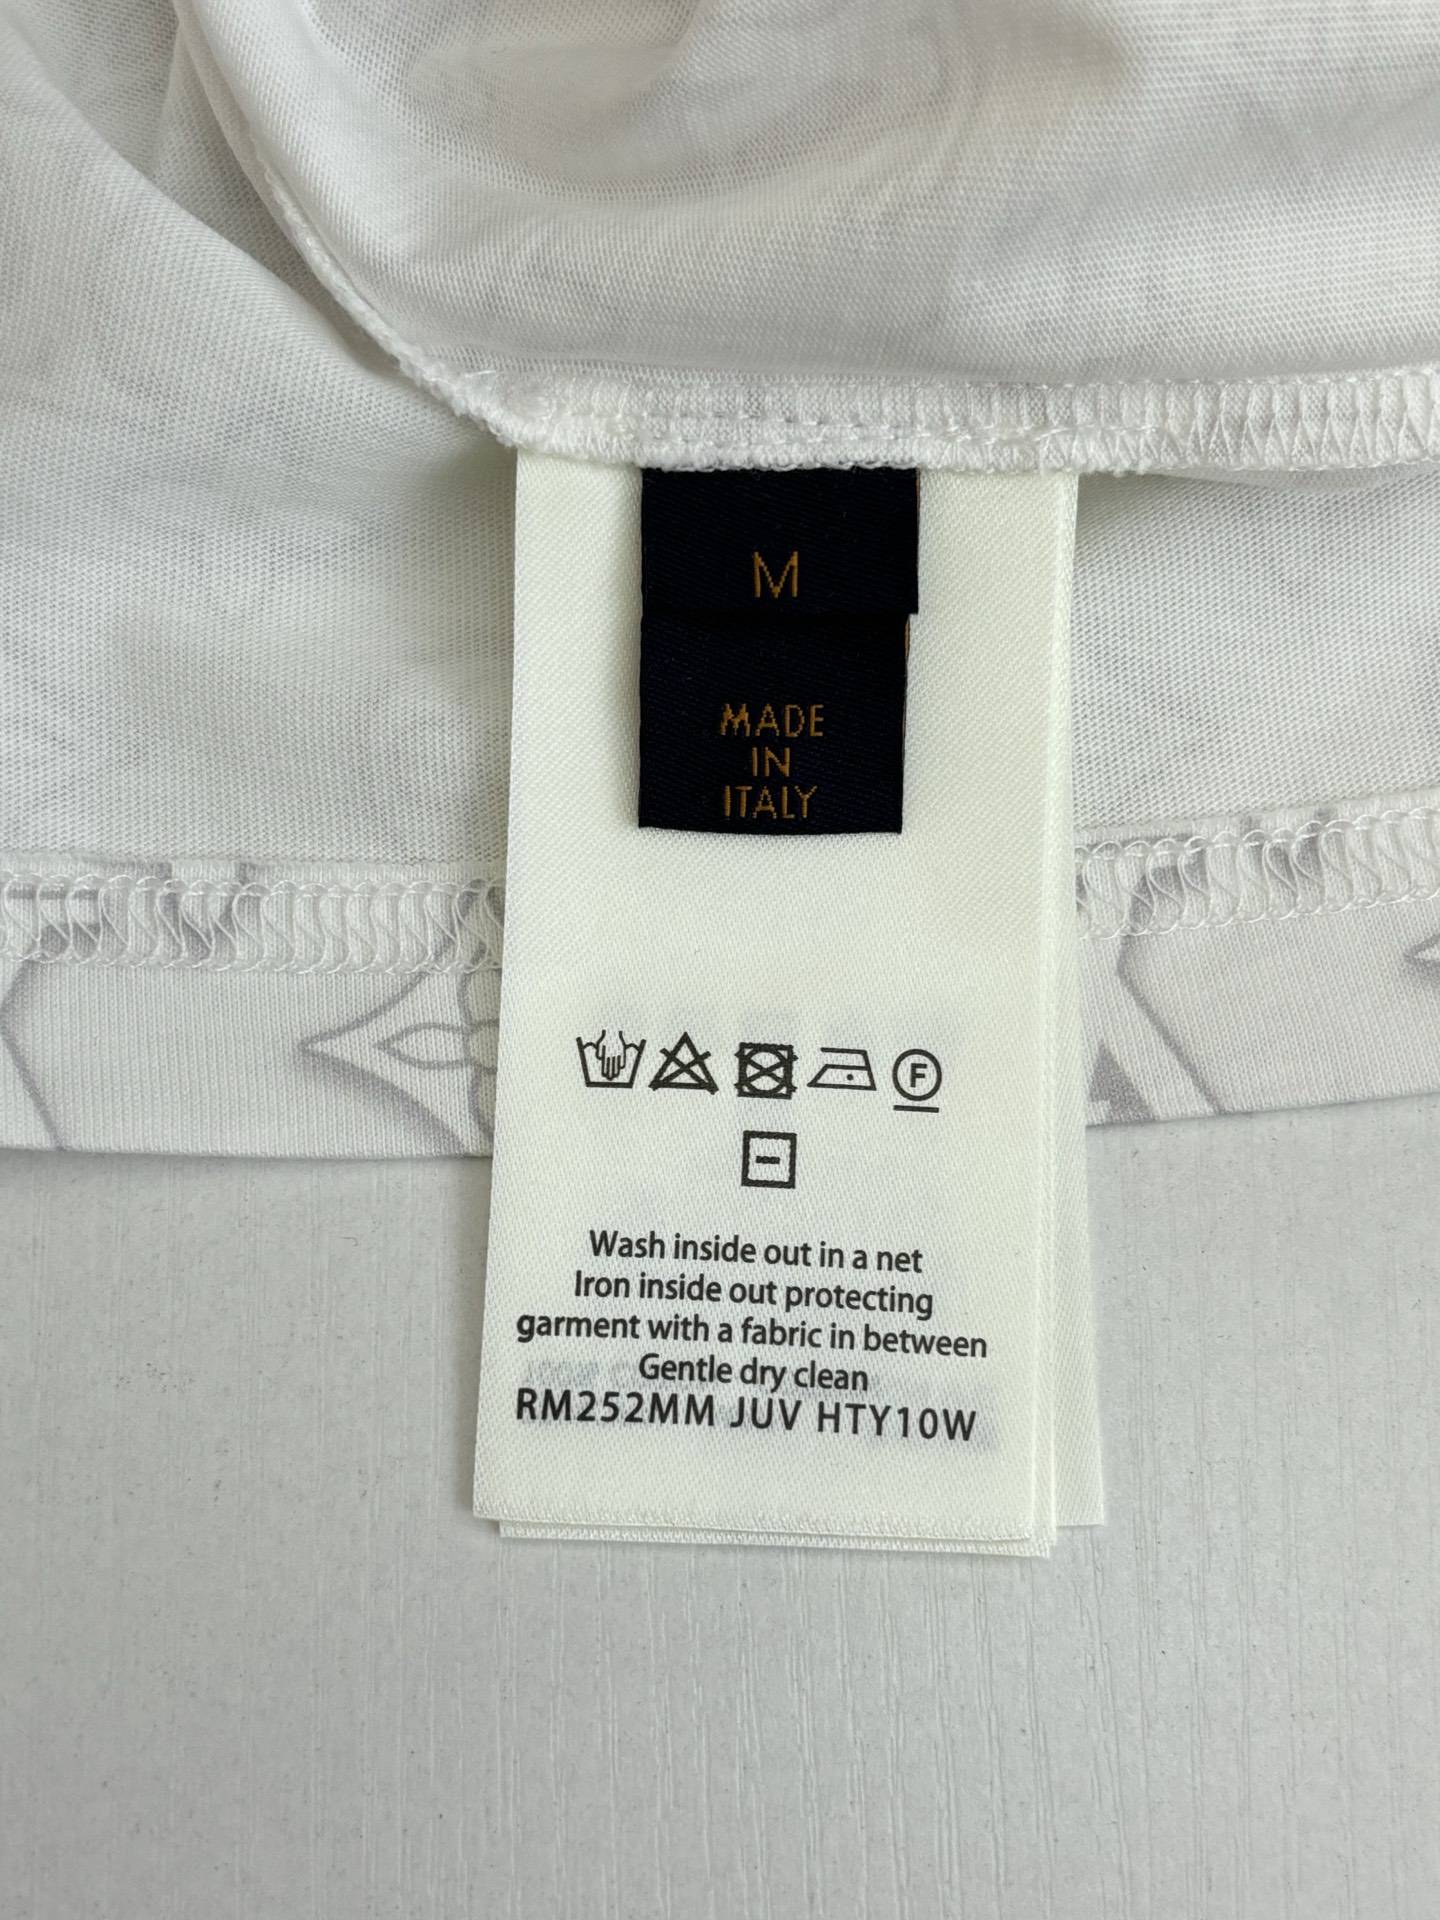 M
MADE
IN
ITALY
F
Wash inside out in a net
Iron inside out protecting
garment with a fabric in between
Gentle dry clean
RM252MM JUV HTY10W